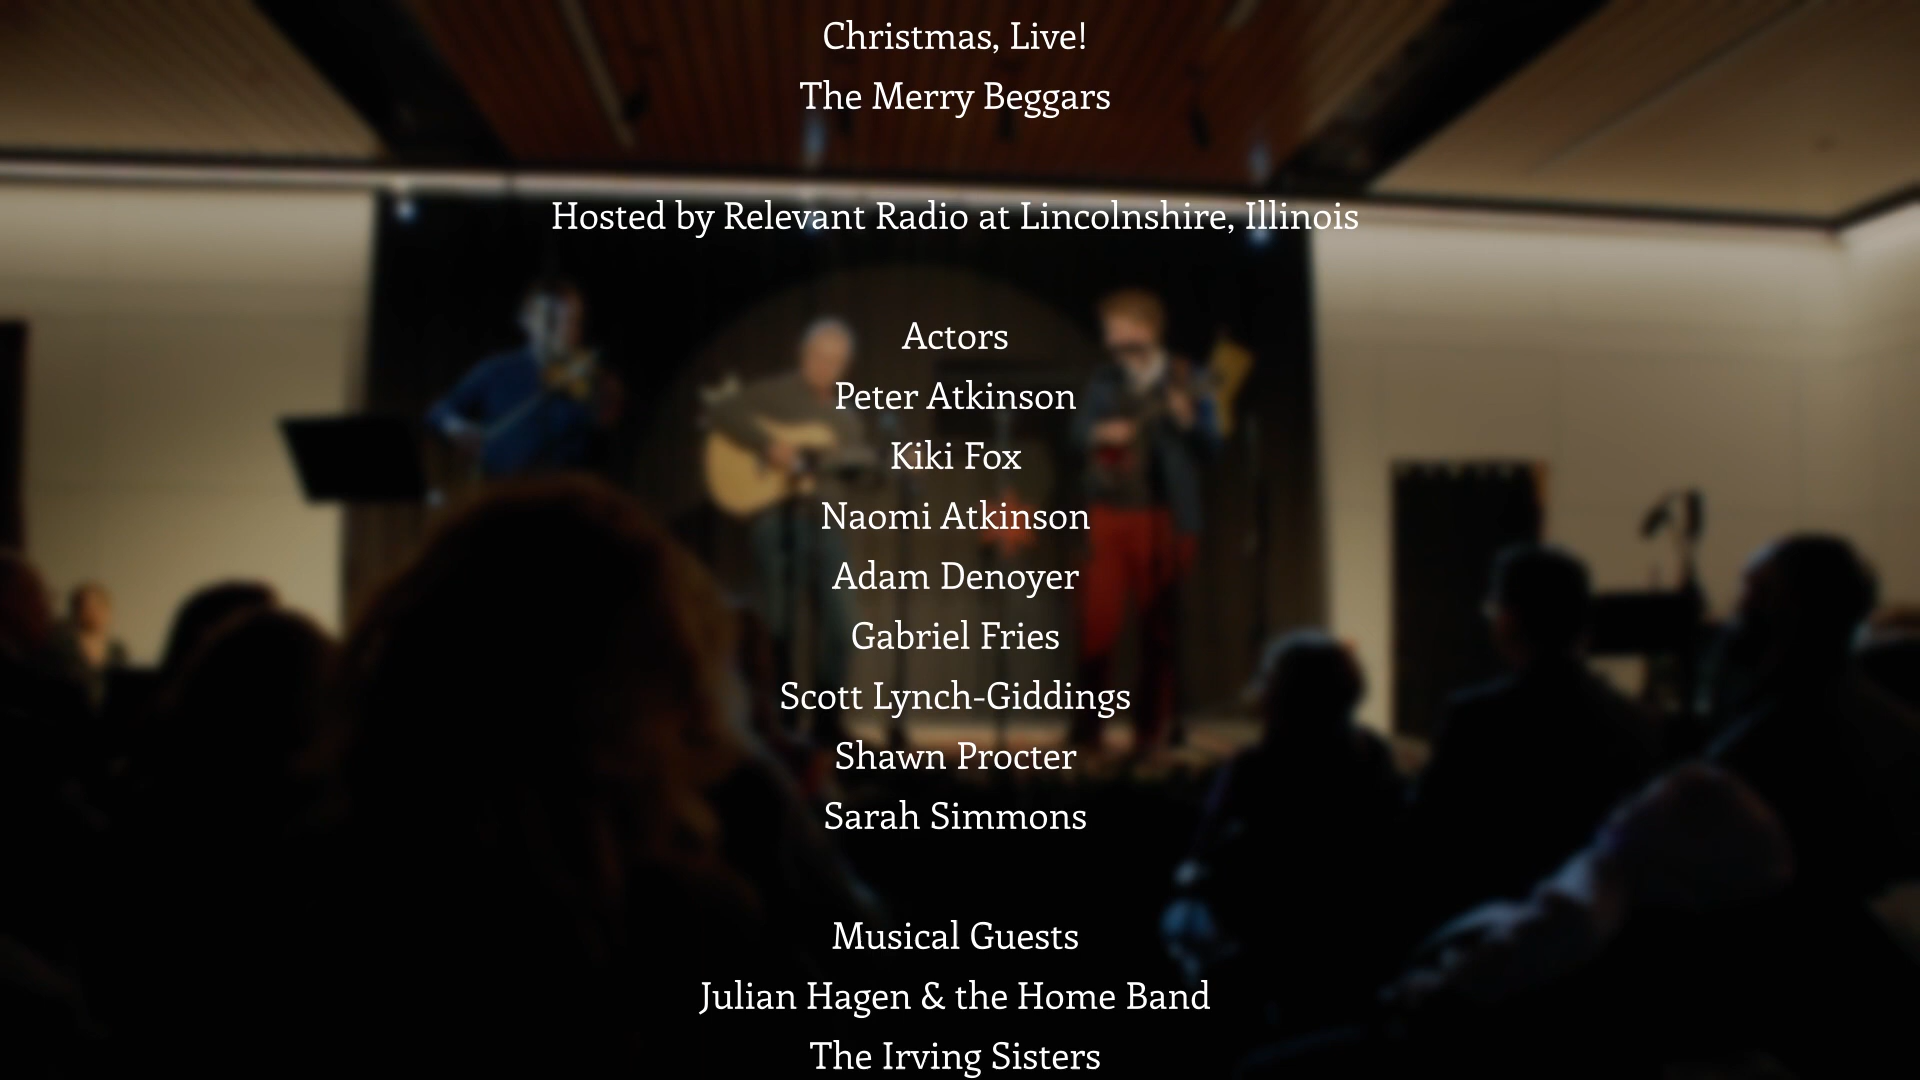 Christmas, Live!
The Merry Beggars
Hosted by Relevant Radio at Lincolnshire, Illinois
Actors
Peter Atkinson
Kiki Fox
Naomi Atkinson
Adam Denoyer
Gabriel Fries
Scott Lynch-Giddings
Shawn Procter
Sarah Simmons
Musical Guests
Julian Hagen & the Home Band
The Irving Sisters